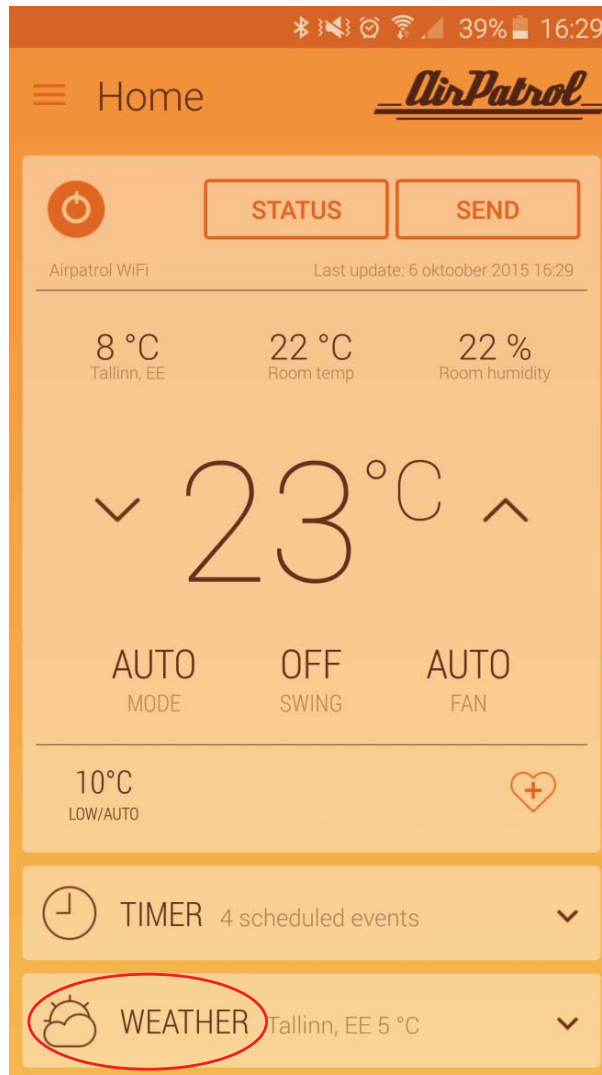 39% 16:29
Home AirPatrol
STATUS SEND
Airpatrol WiFi Last update: 6 oktoober 2015 16:29
8 °C 22 °C 22 %
Tallinn, EE Room temp Room humidity
23°C
AUTO OFF AUTO
MODE SWING FAN
10°C
LOW/AUTO
TIMER 4 scheduled events
WEATHER Tallinn, EE 5 °C